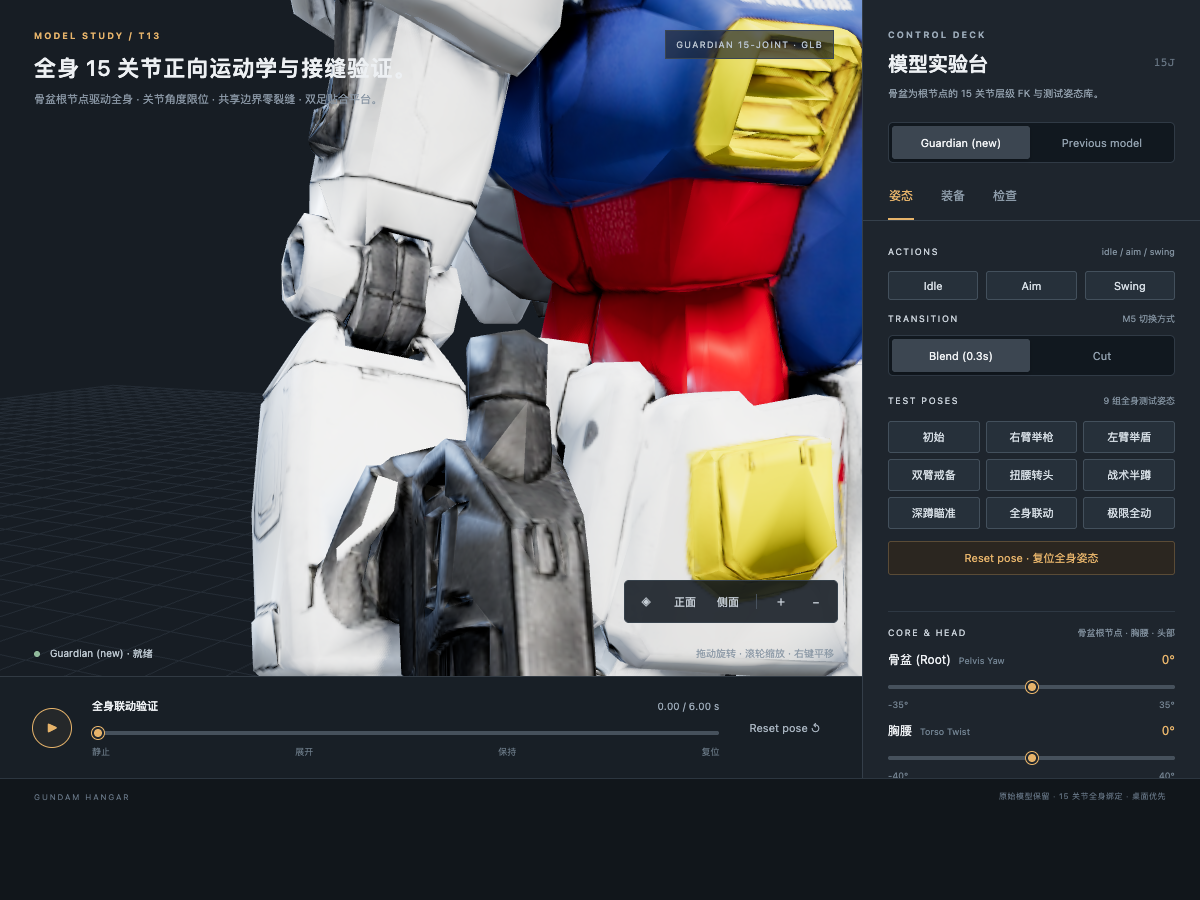 MODEL STUDY / T13
全身 15 关节正向运动学与接缝验证。
骨盆根节点驱动全身 · 关节角度限位 · 共享边界零裂缝 · 双足贴合平台。
GUARDIAN 15-JOINT · GLB
◈ 正面 侧面 + −
Guardian (new) · 就绪
拖动旋转 · 滚轮缩放 · 右键平移
全身联动验证 0.00 / 6.00 s
静止 展开 保持 复位
Reset pose ↺
CONTROL DECK
模型实验台 15J
骨盆为根节点的 15 关节层级 FK 与测试姿态库。
Guardian (new) Previous model
姿态 装备 检查
ACTIONS idle / aim / swing
Idle Aim Swing
TRANSITION M5 切换方式
Blend (0.3s) Cut
TEST POSES 9 组全身测试姿态
初始 右臂举枪 左臂举盾
双臂戒备 扭腰转头 战术半蹲
深蹲瞄准 全身联动 极限全动
Reset pose · 复位全身姿态
CORE & HEAD 骨盆根节点 · 胸腰 · 头部
骨盆 (Root) Pelvis Yaw 0°
-35° 35°
胸腰 Torso Twist 0°
-40° 40°
GUNDAM HANGAR
原始模型保留 · 15 关节全身绑定 · 桌面优先